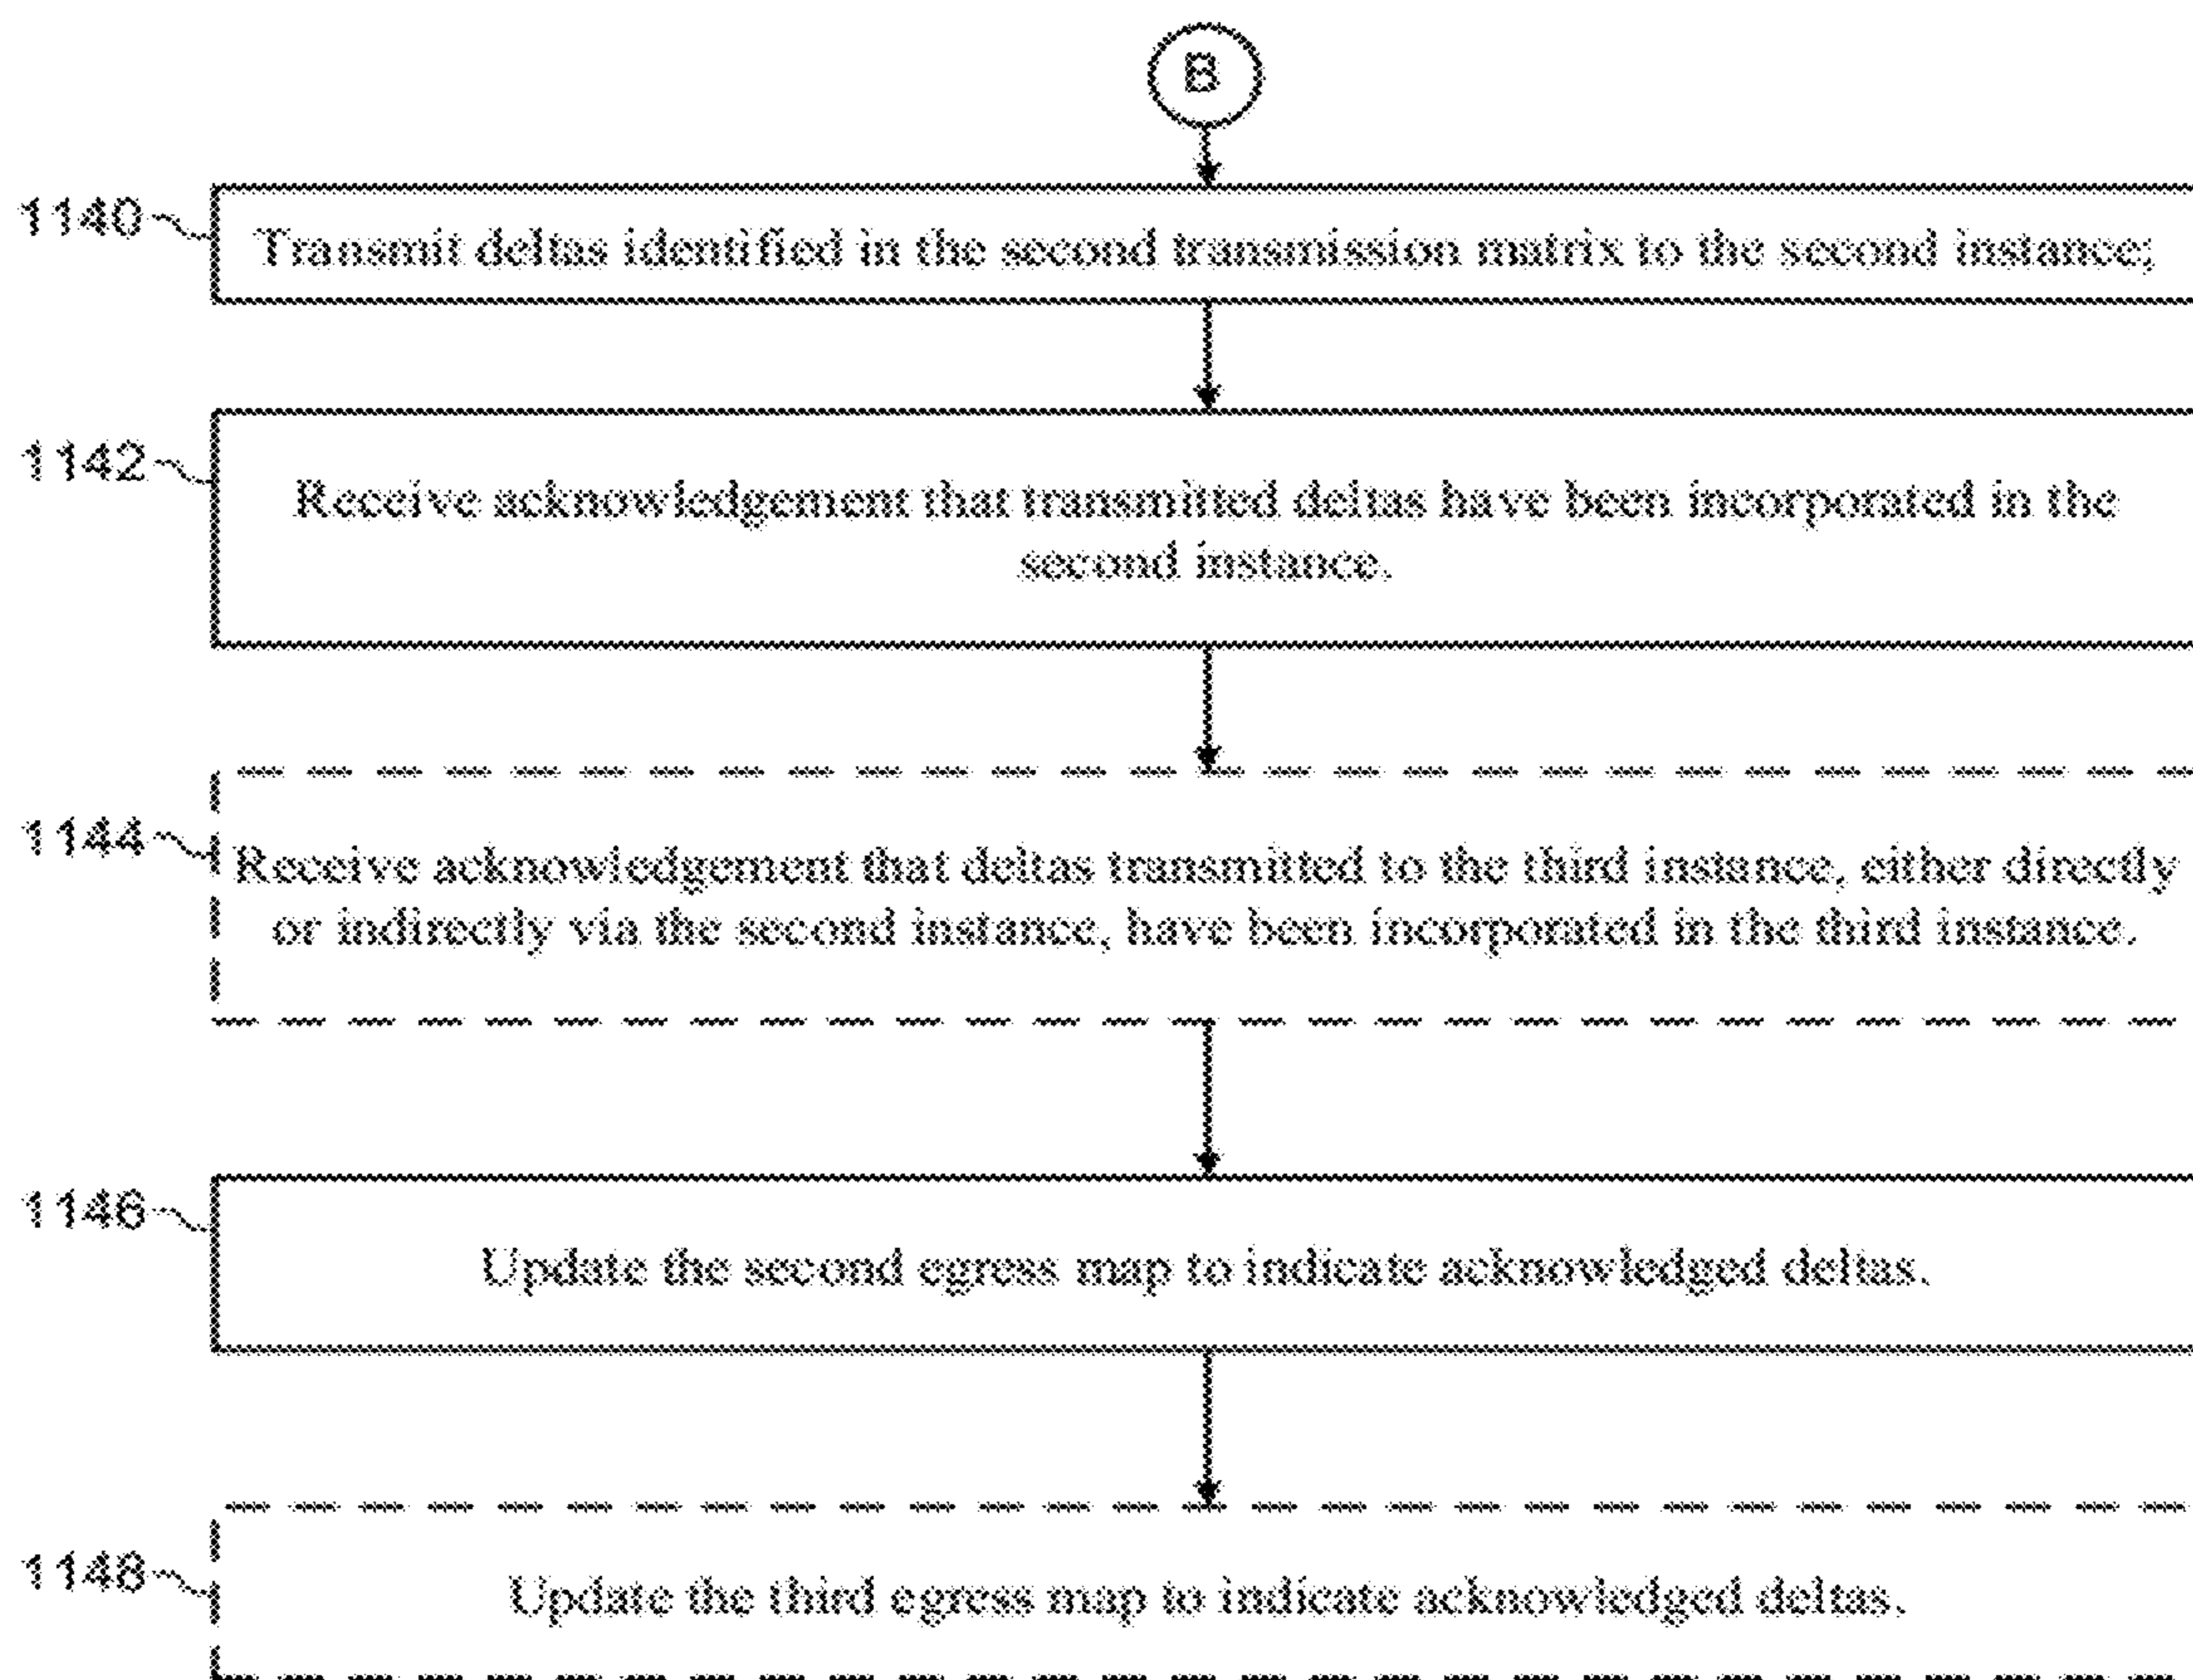 B
1140
Transmit deltas identified in the second transmission matrix to the second instance;
1142
Receive acknowledgement that transmitted deltas have been incorporated in the
second instance.
1144
Receive acknowledgement that deltas transmitted to the third instance, either directly
or indirectly via the second instance, have been incorporated in the third instance.
1146
Update the second egress map to indicate acknowledged deltas.
1148
Update the third egress map to indicate acknowledged deltas.